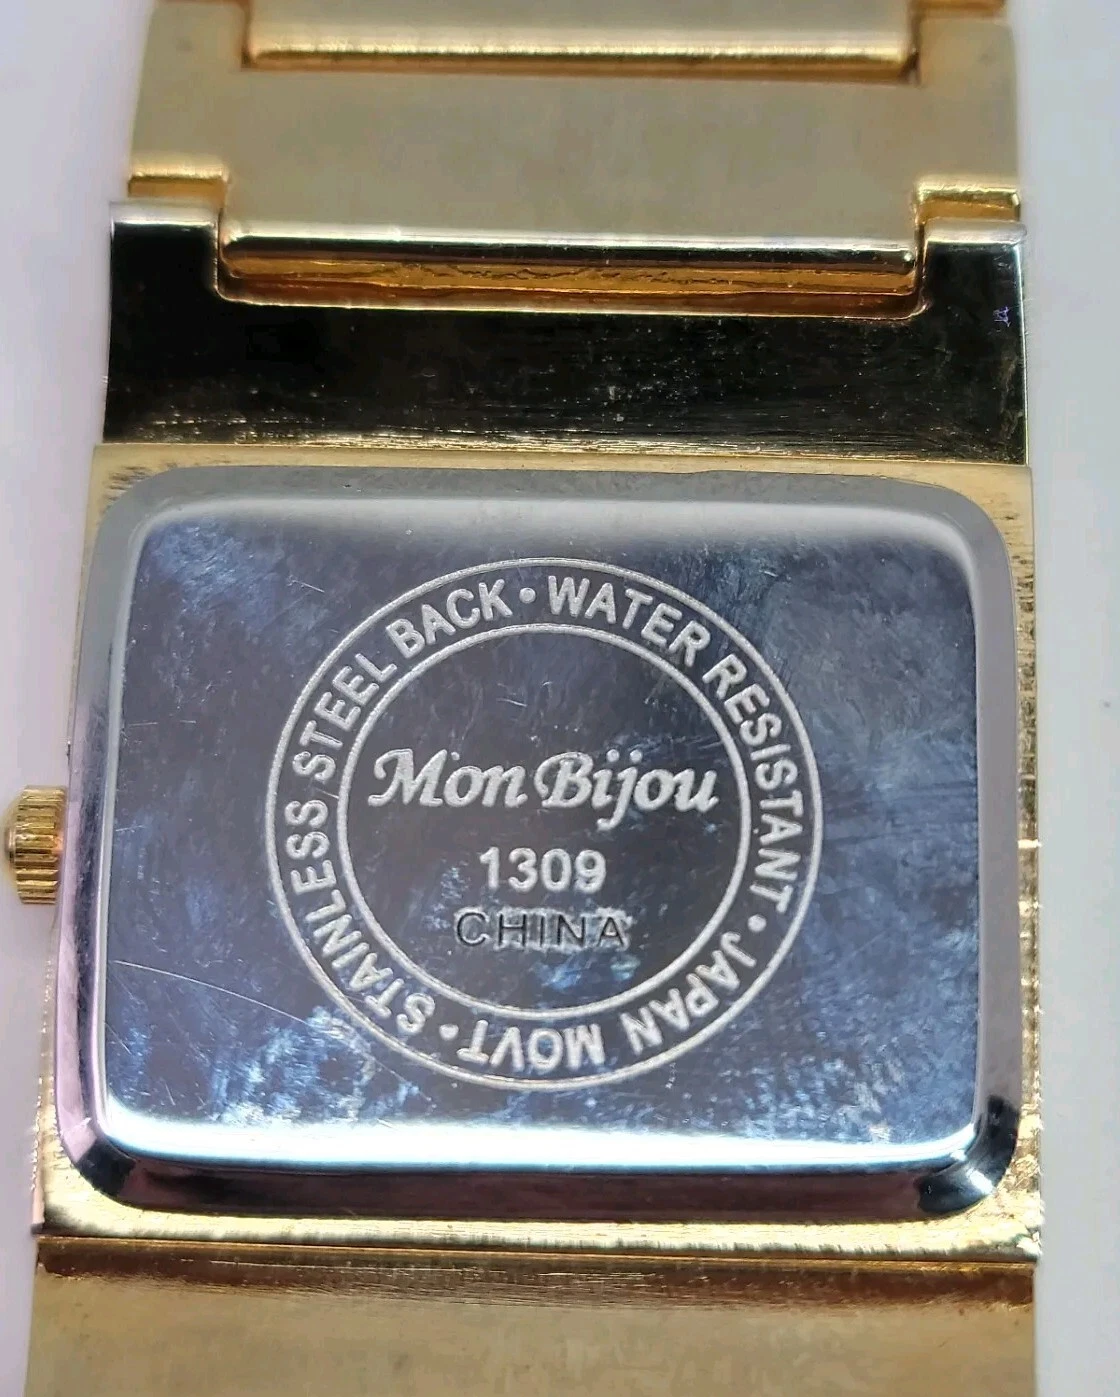 STAINLESS STEEL BACK • WATER RESISTANT • JAPAN MOVT •
Mon Bijou
1309
CHINA